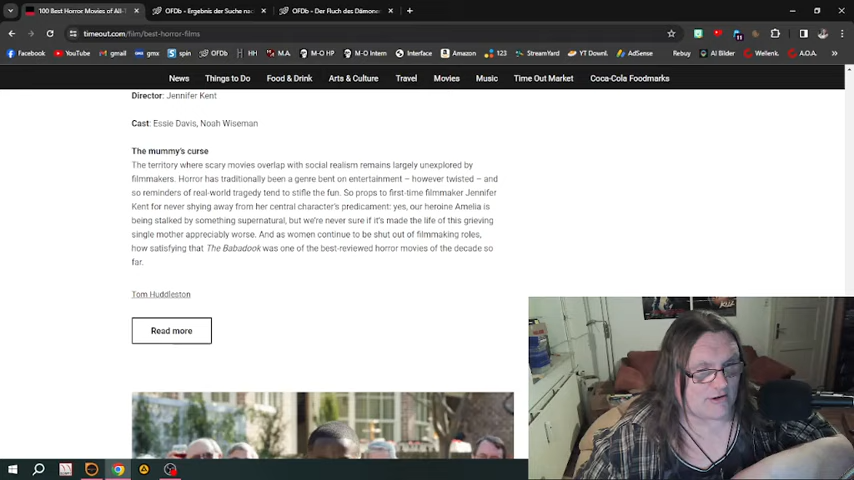 100 Best Horror Movies of All-T
OFDb - Ergebnis der Suche nac
OFDb - Der Fluch des Dämonen
timeout.com/film/best-horror-films
Facebook
YouTube
gmail
gmx
spin
OFDb
HH
M.A.
M-O HP
M-O Intern
Interface
Amazon
123
StreamYard
YT Downl.
AdSense
Rebuy
AI Bilder
Wellenk.
A.O.A.
News
Things to Do
Food & Drink
Arts & Culture
Travel
Movies
Music
Time Out Market
Coca-Cola Foodmarks
Director: Jennifer Kent
Cast: Essie Davis, Noah Wiseman
The mummy's curse
The territory where scary movies overlap with social realism remains largely unexplored by
filmmakers. Horror has traditionally been a genre bent on entertainment – however twisted – and
so reminders of real-world tragedy tend to stifle the fun. So props to first-time filmmaker Jennifer
Kent for never shying away from her central character's predicament: yes, our heroine Amelia is
being stalked by something supernatural, but we're never sure if it's made the life of this grieving
single mother appreciably worse. And as women continue to be shut out of filmmaking roles,
how satisfying that The Babadook was one of the best-reviewed horror movies of the decade so
far.
Tom Huddleston
Read more